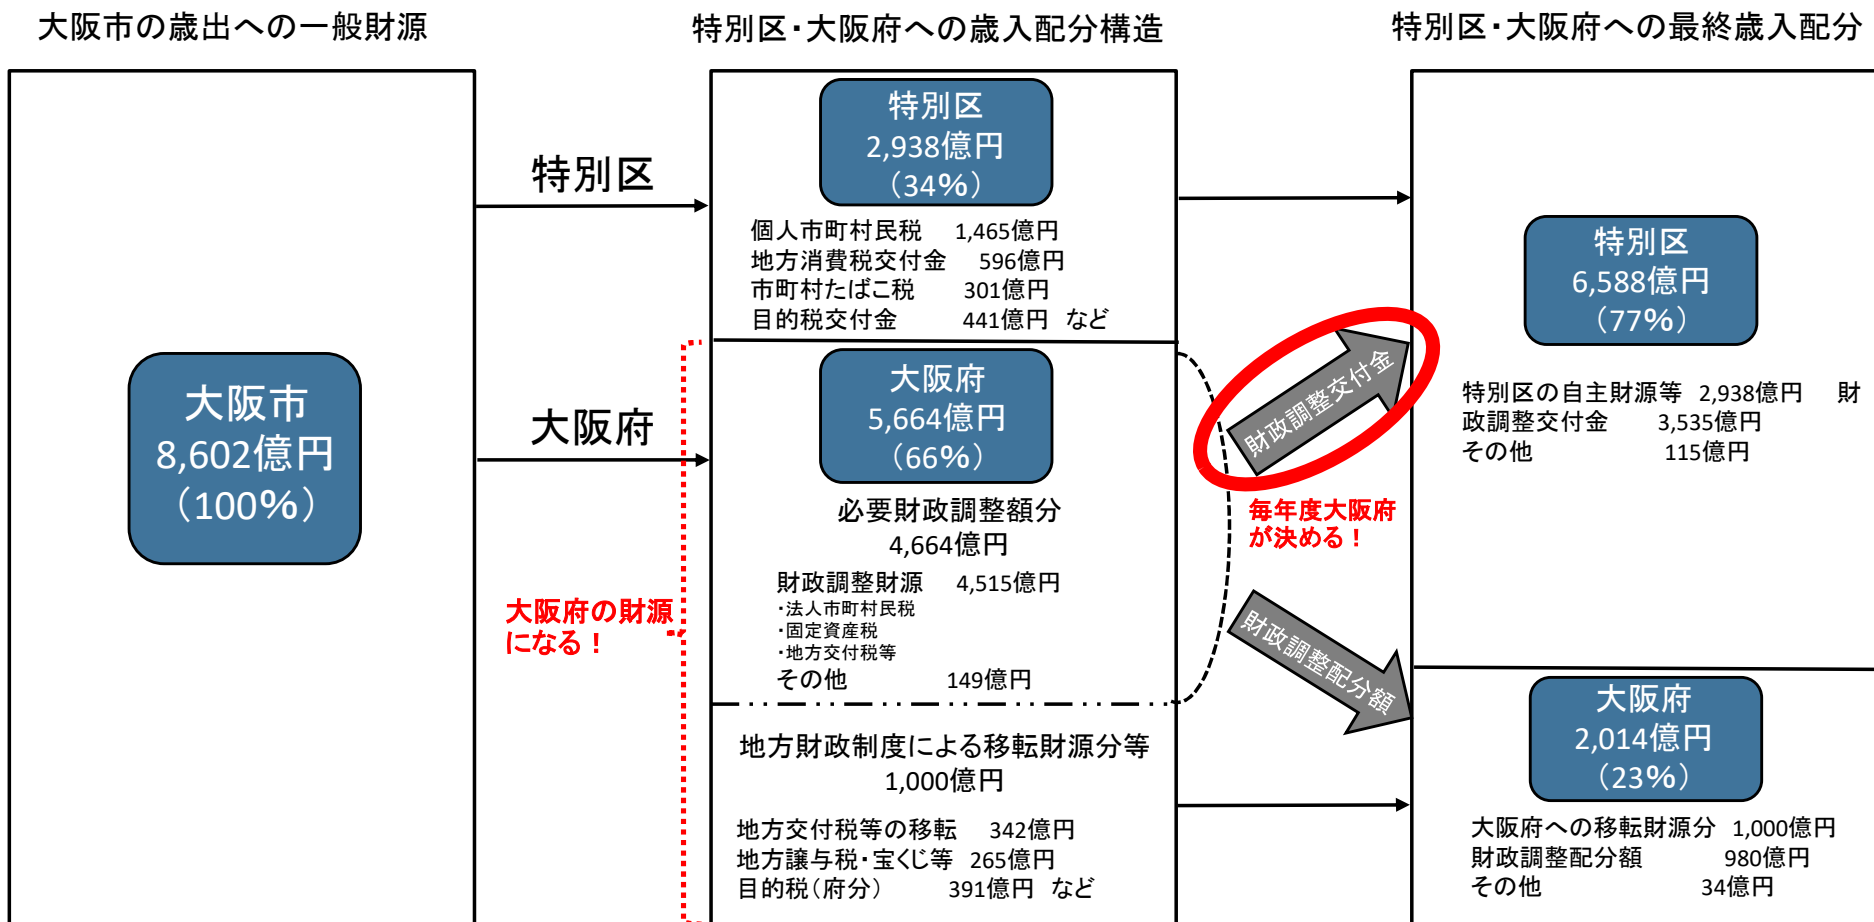 大阪市の歳出への一般財源
大阪市
8,602億円
（100％）
特別区
大阪府
大阪府の財源
になる！
特別区・大阪府への歳入配分構造
特別区
2,938億円
（34％）
個人市町村民税 1,465億円
地方消費税交付金 596億円
市町村たばこ税 301億円
目的税交付金 441億円 など
大阪府
5,664億円
（66％）
必要財政調整額分
4,664億円
財政調整財源 4,515億円
・法人市町村民税
・固定資産税
・地方交付税等
その他 149億円
地方財政制度による移転財源分等
1,000億円
地方交付税等の移転 342億円
地方譲与税・宝くじ等 265億円
目的税（府分） 391億円 など
財政調整交付金
毎年度大阪府
が決める！
財政調整配分額
特別区・大阪府への最終歳入配分
特別区
6,588億円
（77％）
特別区の自主財源等 2,938億円 財
政調整交付金 3,535億円
その他 115億円
大阪府
2,014億円
（23％）
大阪府への移転財源分 1,000億円
財政調整配分額 980億円
その他 34億円